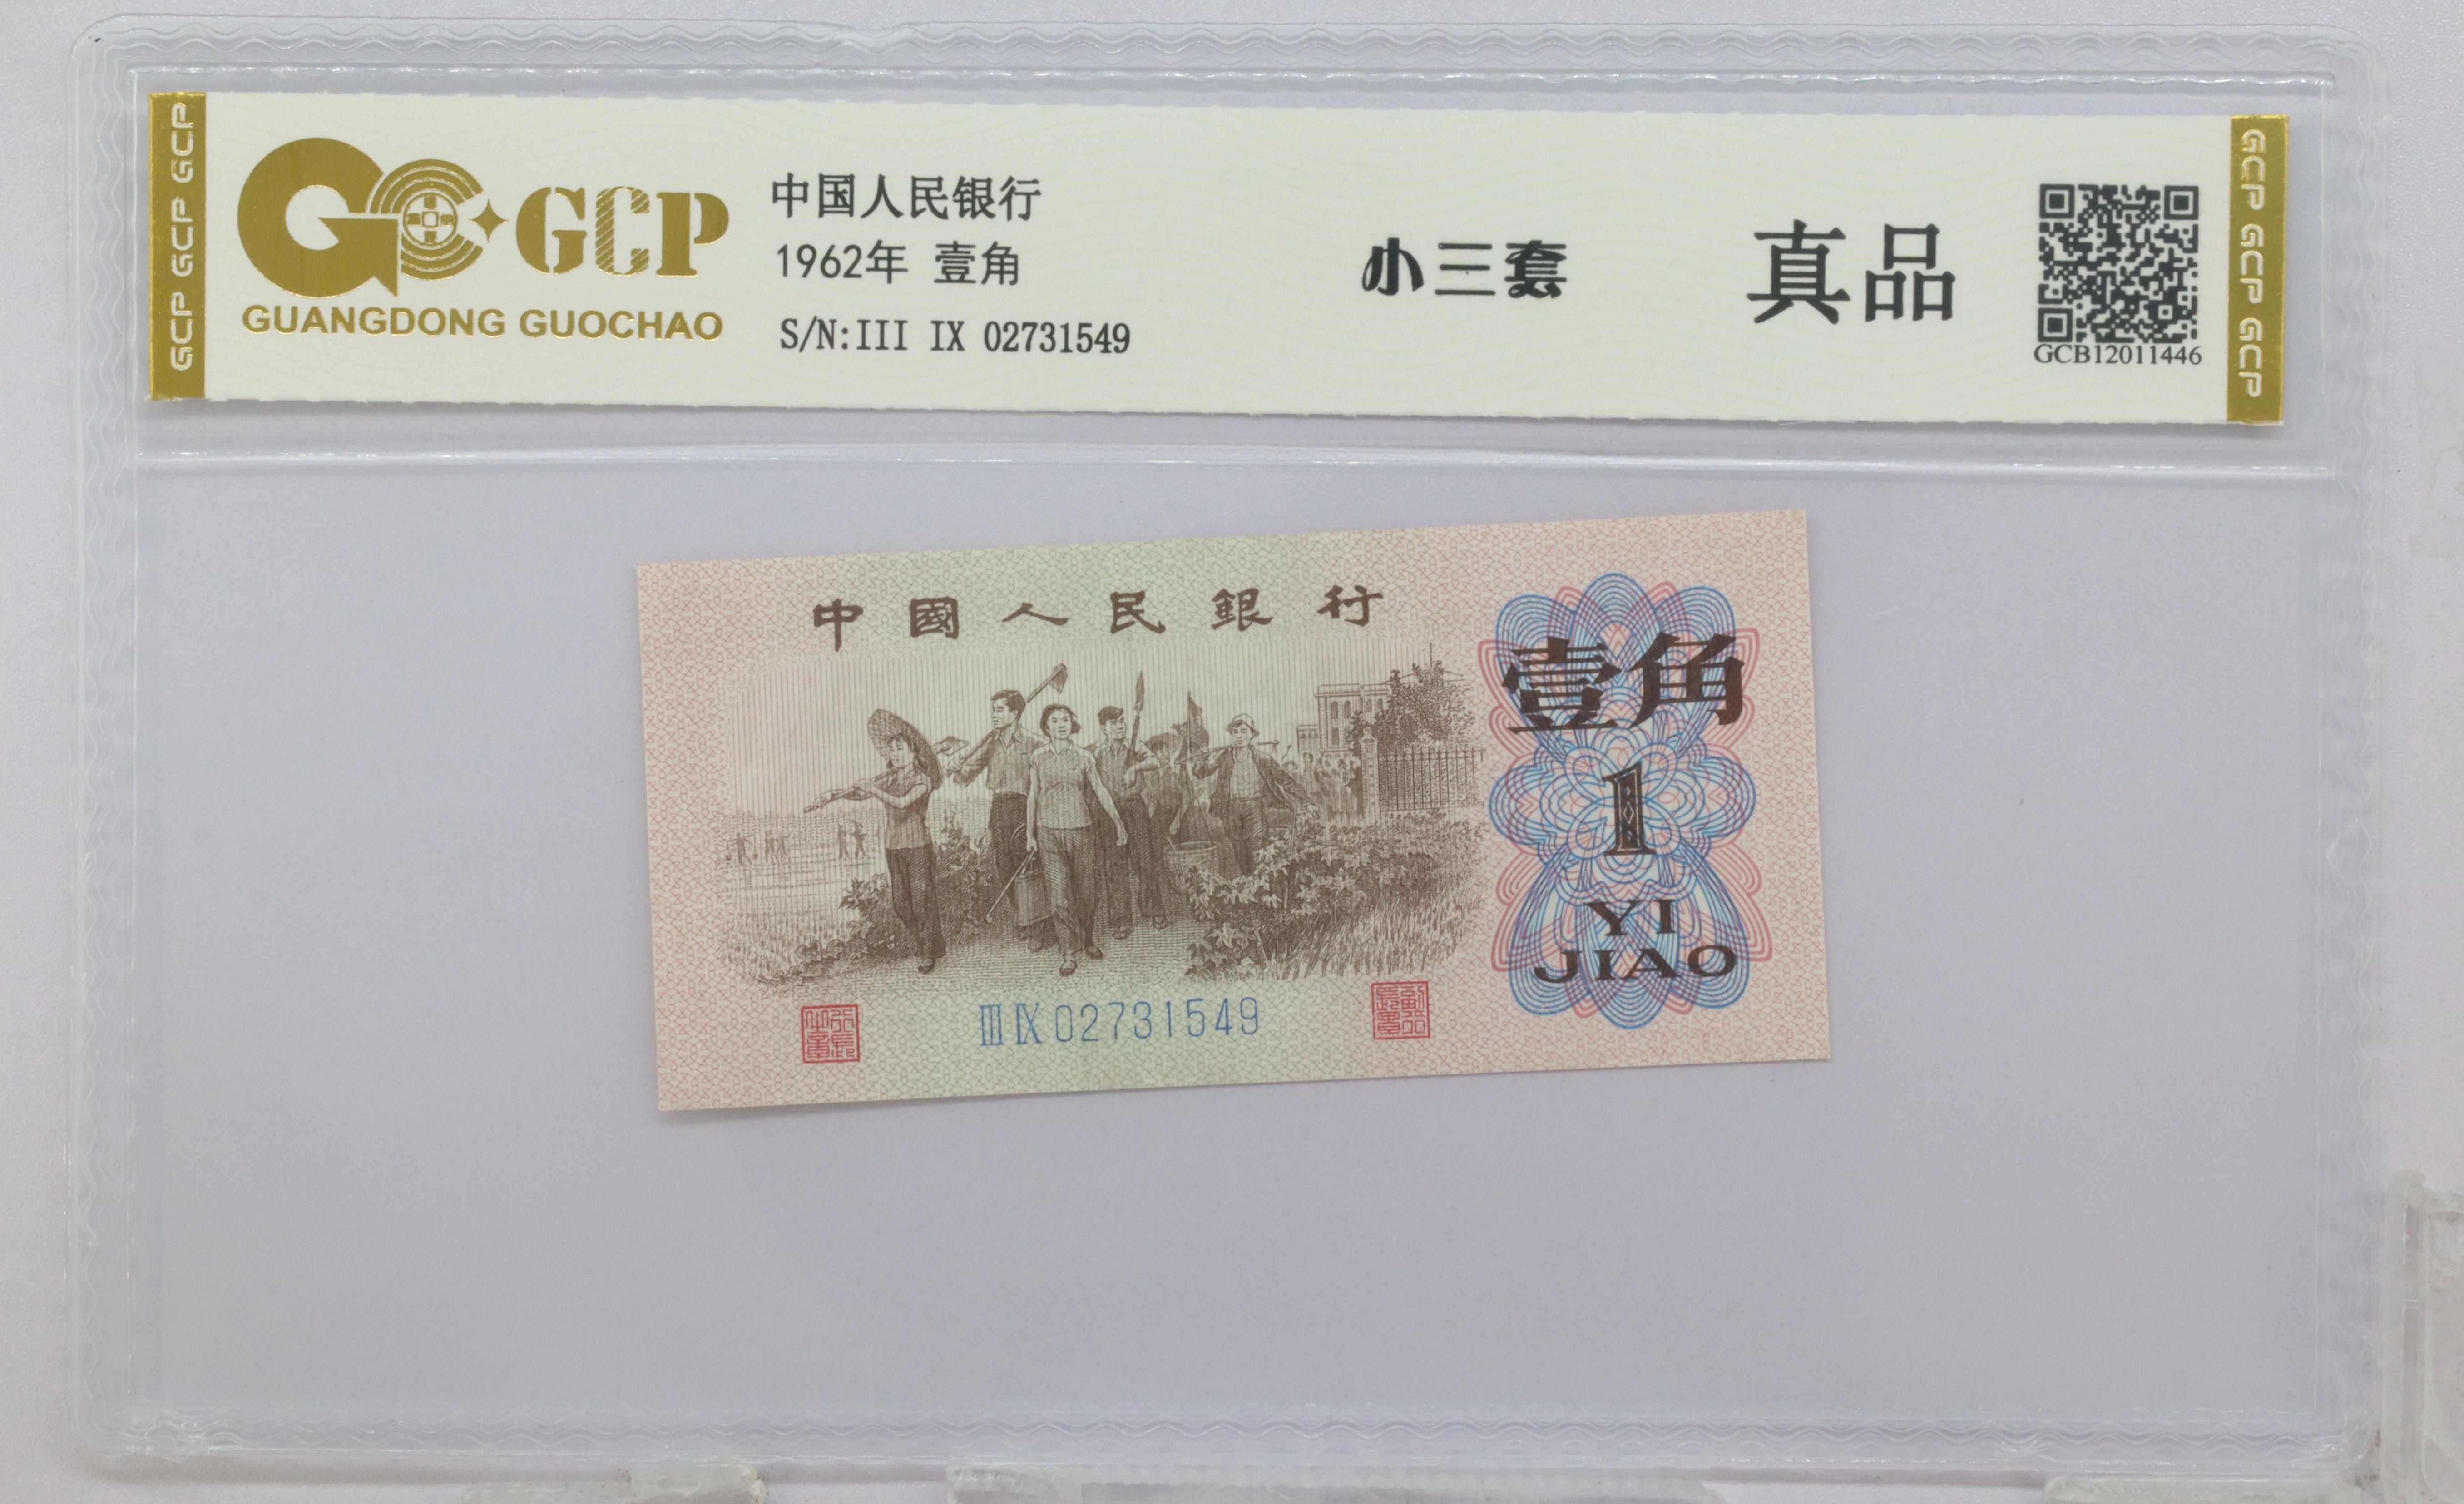 GCP GCP GCP
GCP
GUANGDONG GUOCHAO
中国人民银行
1962年 壹角
S/N:III IX 02731549
小三套
真品
GCB12011446
GCP GCP GCP
中國人民銀行
壹角
1
YI
JIAO
III IX 02731549